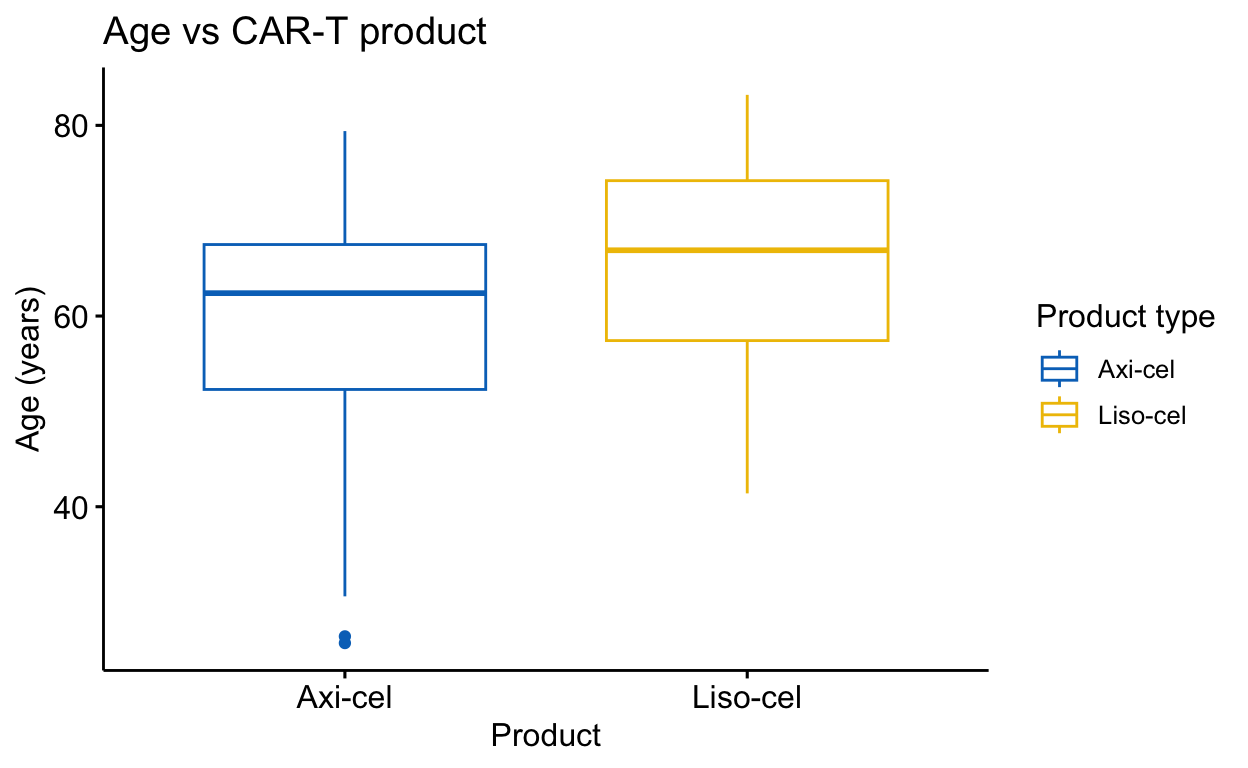 Age vs CAR-T product
80
60
40
Age (years)
Axi-cel
Liso-cel
Product
Product type
Axi-cel
Liso-cel